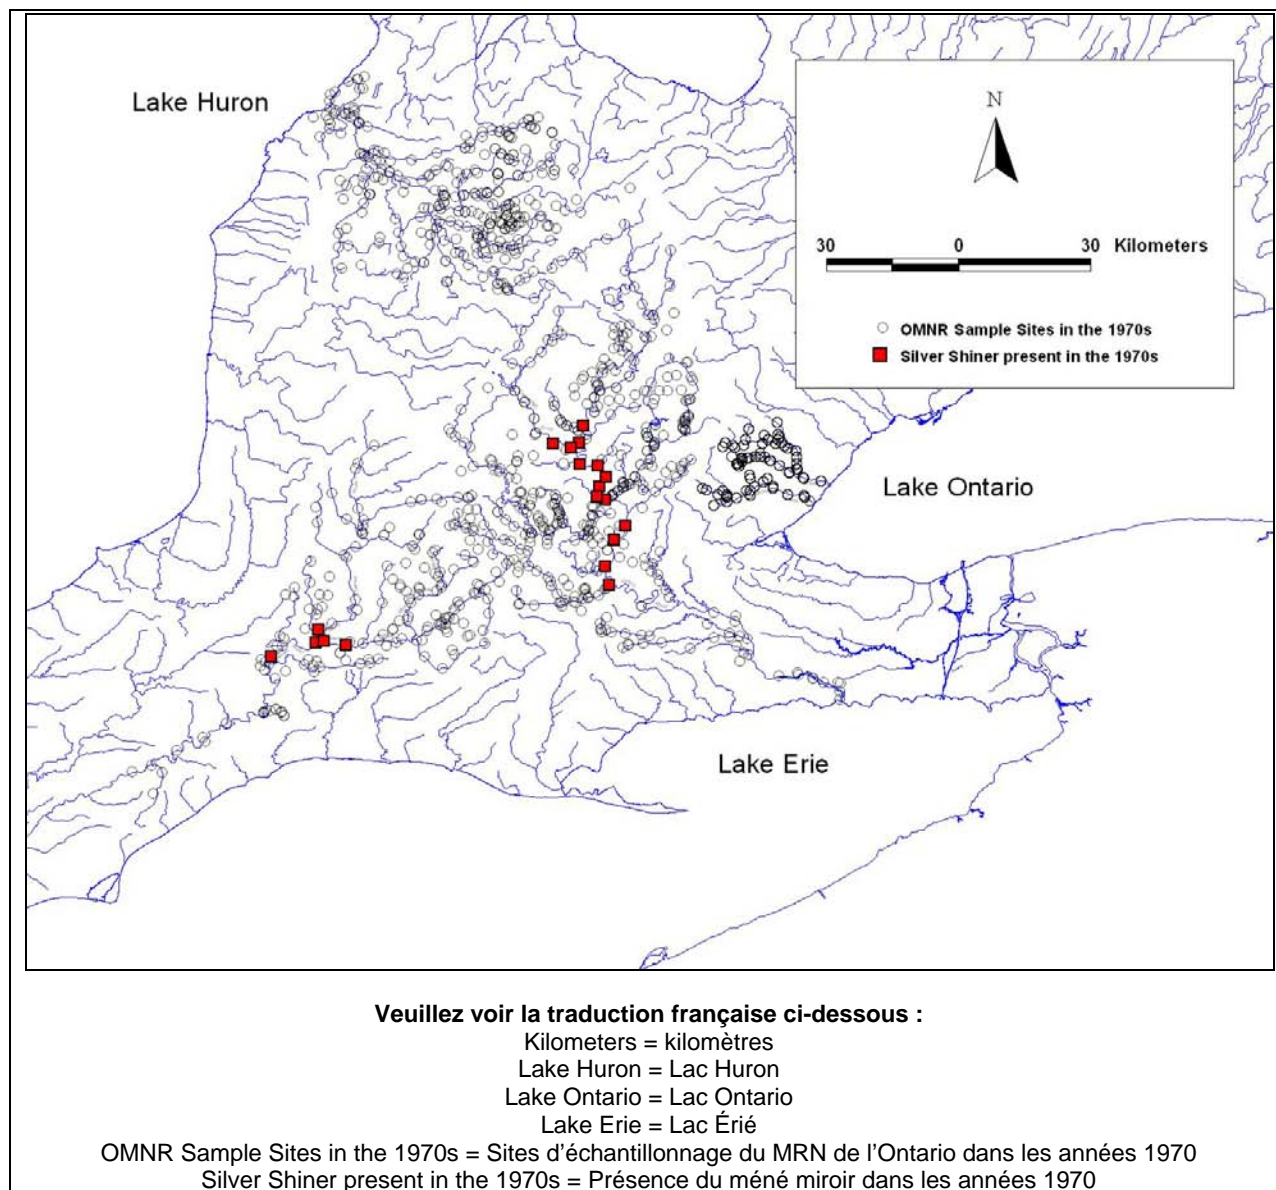 Lake Huron
N
30 0 30 Kilometers
OMNR Sample Sites in the 1970s
Silver Shiner present in the 1970s
Lake Ontario
Lake Erie
Veuillez voir la traduction française ci-dessous :
Kilometers = kilomètres
Lake Huron = Lac Huron
Lake Ontario = Lac Ontario
Lake Erie = Lac Érié
OMNR Sample Sites in the 1970s = Sites d’échantillonnage du MRN de l’Ontario dans les années 1970
Silver Shiner present in the 1970s = Présence du méné miroir dans les années 1970